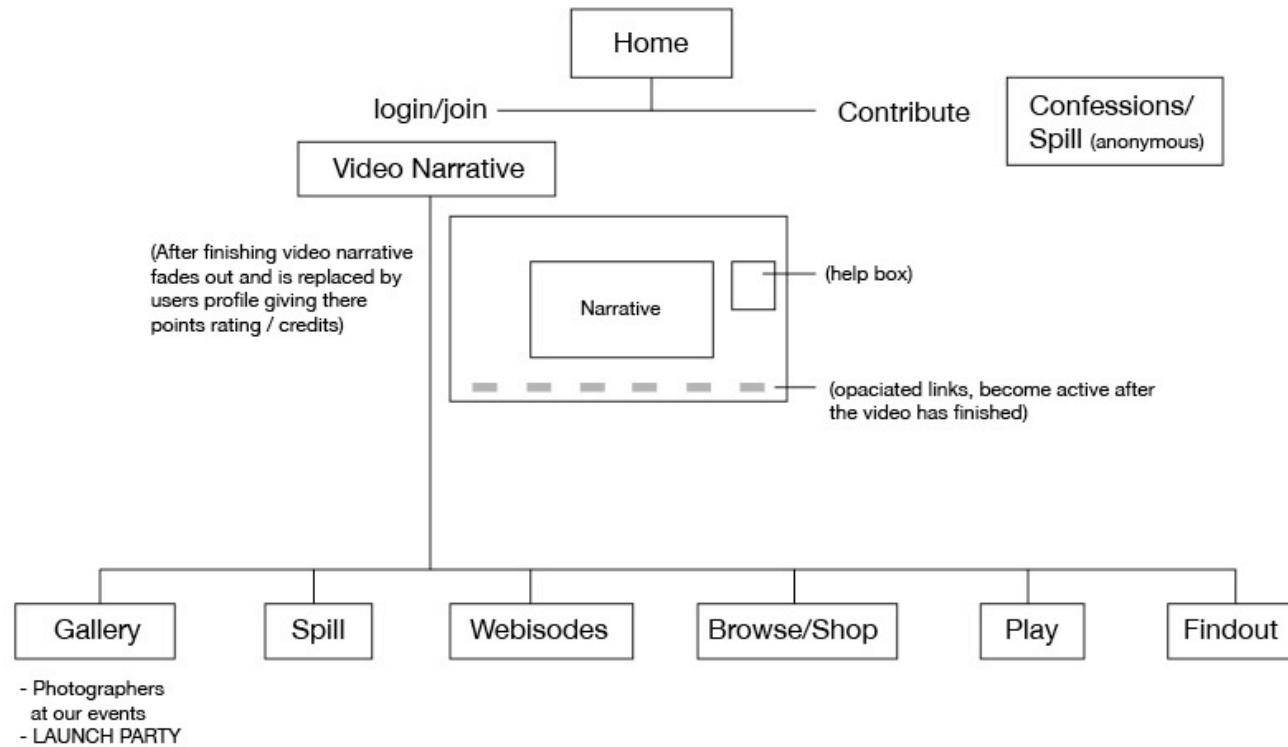 Home
login/join
Contribute
Confessions/
Spill (anonymous)
Video Narrative
(After finishing video narrative
fades out and is replaced by
users profile giving there
points rating / credits)
Narrative
(help box)
(opaciated links, become active after
the video has finished)
Gallery
Spill
Webisodes
Browse/Shop
Play
Findout
- Photographers
at our events
- LAUNCH PARTY